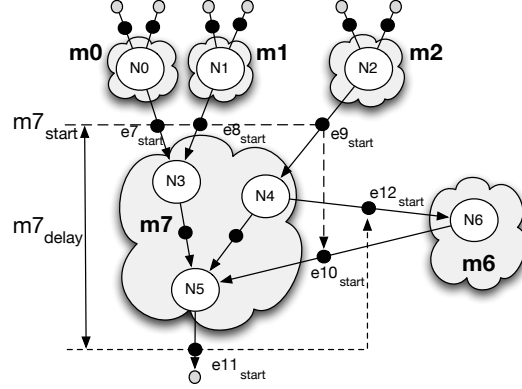 m0
N0
N1
m1
N2
m2
m7start
e7start
e8start
e9start
N3
N4
e12start
m7
N6
m7delay
e10start
m6
N5
e11start